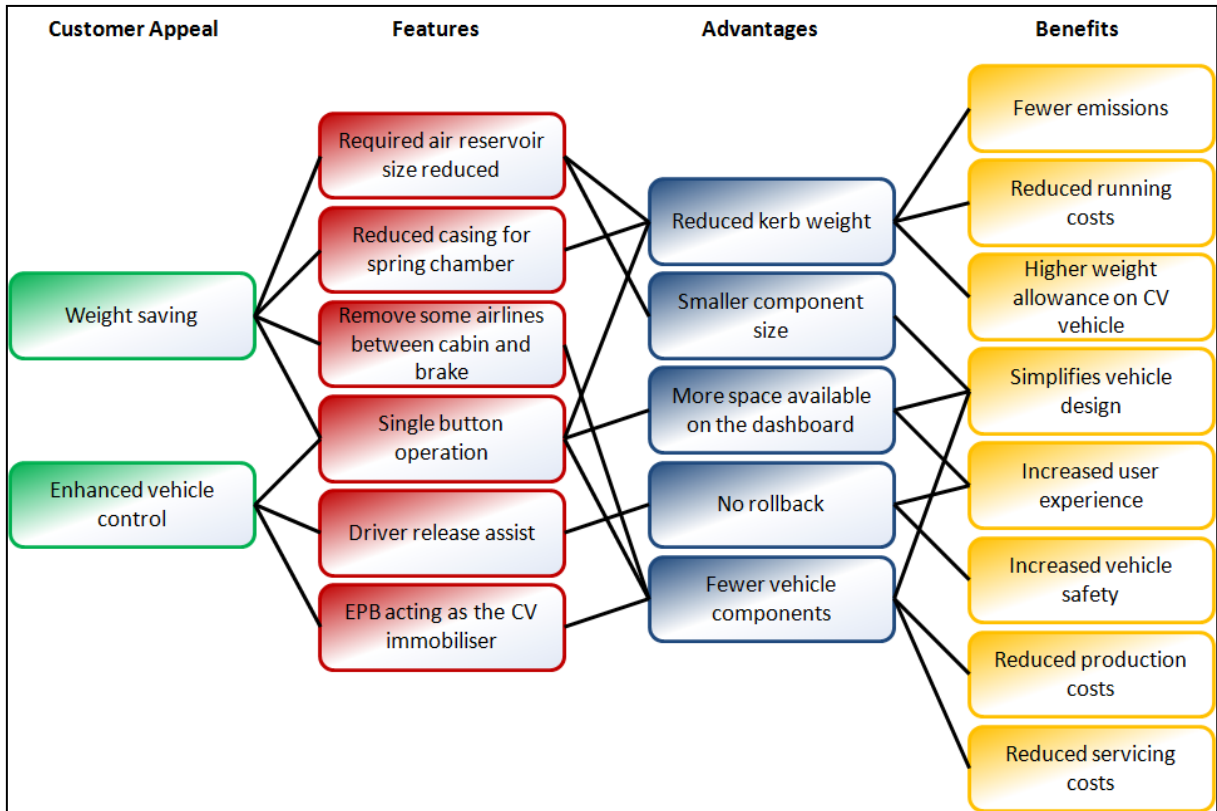 Customer Appeal
Features
Advantages
Benefits
Weight saving
Enhanced vehicle
control
Required air reservoir
size reduced
Reduced casing for
spring chamber
Remove some airlines
between cabin and
brake
Single button
operation
Driver release assist
EPB acting as the CV
immobiliser
Reduced kerb weight
Smaller component
size
More space available
on the dashboard
No rollback
Fewer vehicle
components
Fewer emissions
Reduced running
costs
Higher weight
allowance on CV
vehicle
Simplifies vehicle
design
Increased user
experience
Increased vehicle
safety
Reduced production
costs
Reduced servicing
costs